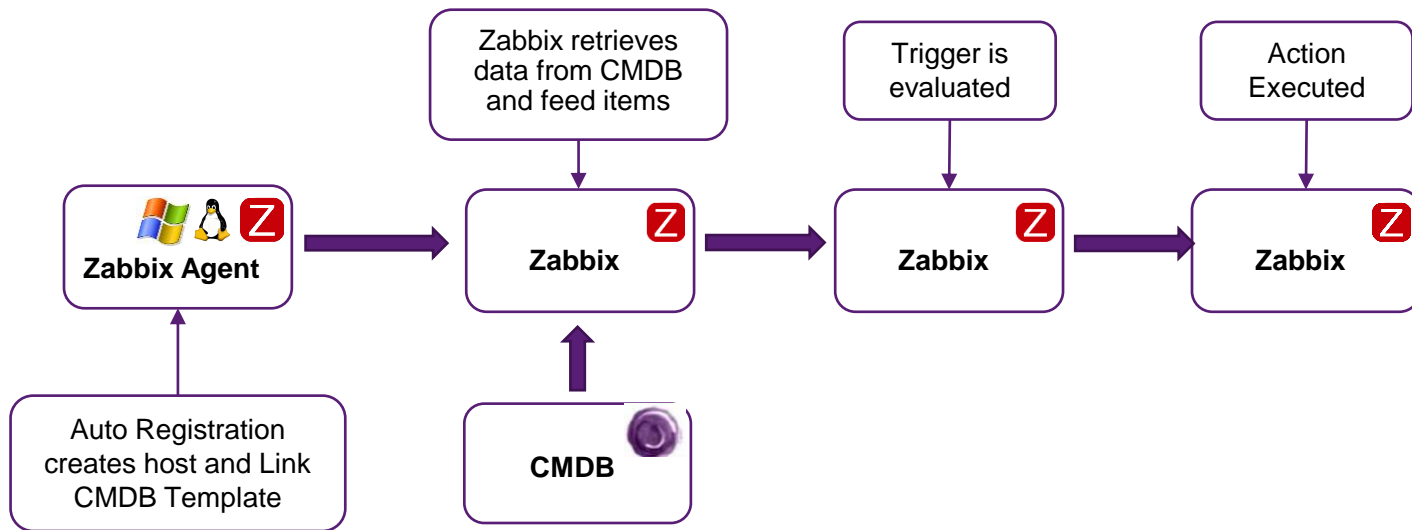 Zabbix retrieves
data from CMDB
and feed items
Trigger is
evaluated
Action
Executed
Z
Zabbix Agent
Z
Zabbix
Z
Zabbix
Z
Zabbix
Auto Registration
creates host and Link
CMDB Template
CMDB